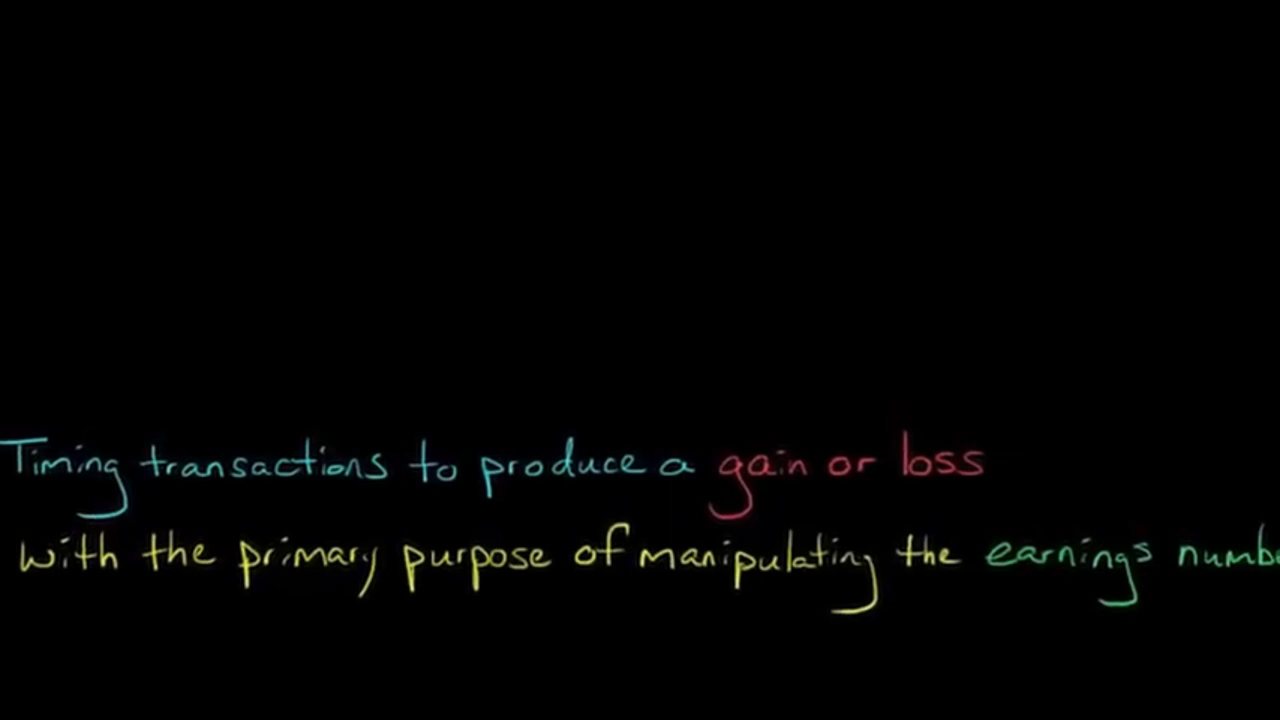 Timing transactions to produce a gain or loss
with the primary purpose of manipulating the earnings